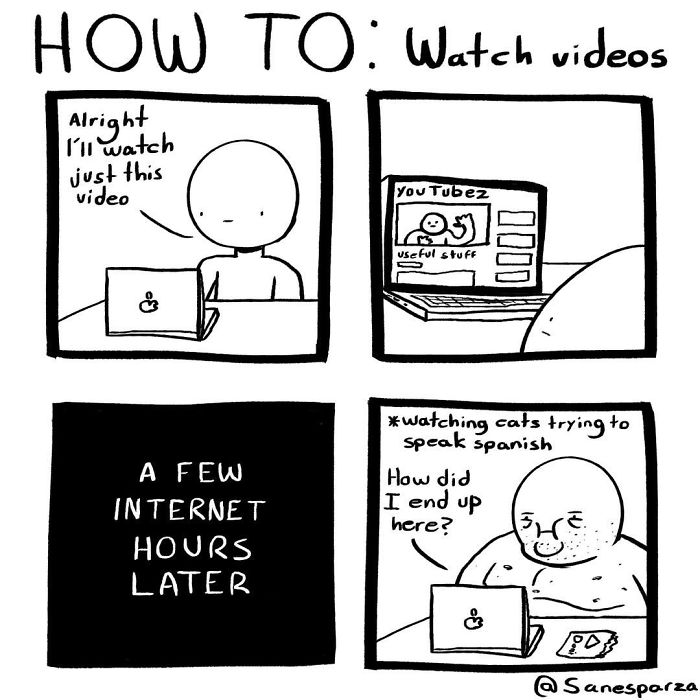 HOW TO: Watch videos
Alright
I'll watch
just this
video
YouTubez
useful stuff
A FEW
INTERNET
HOURS
LATER
*watching cats trying to
speak spanish
How did
I end up
here?
@Sanesparza